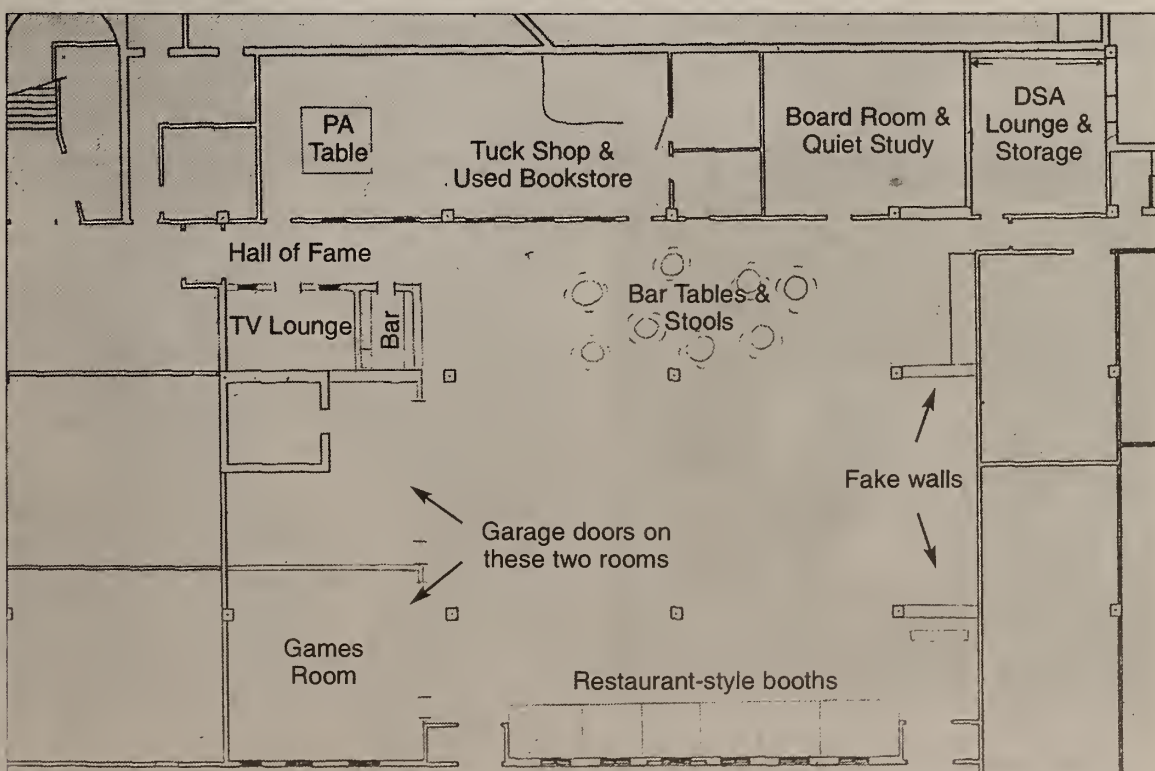 PA
Table
Tuck Shop &
Used Bookstore
Board Room &
Quiet Study
DSA
Lounge &
Storage
Hall of Fame
TV Lounge
Bar
Bar Tables &
Stools
Fake walls
Garage doors on
these two rooms
Games
Room
Restaurant-style booths